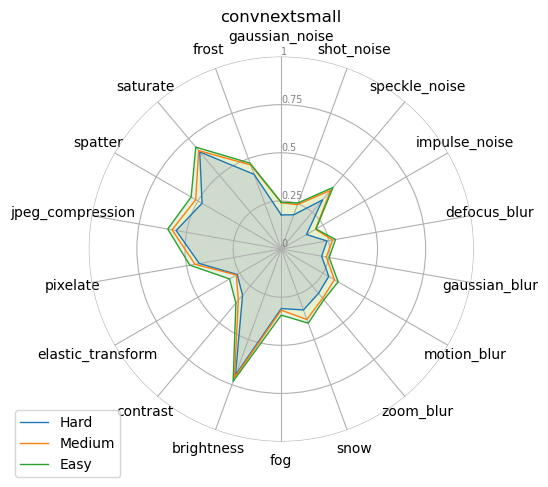 convnextsmall
gaussian_noise
frost
shot_noise
1
saturate
speckle_noise
0.75
spatter
impulse_noise
0.5
jpeg_compression
0.25
defocus_blur
0
pixelate
gaussian_blur
elastic_transform
motion_blur
contrast
zoom_blur
brightness
snow
fog
Hard
Medium
Easy